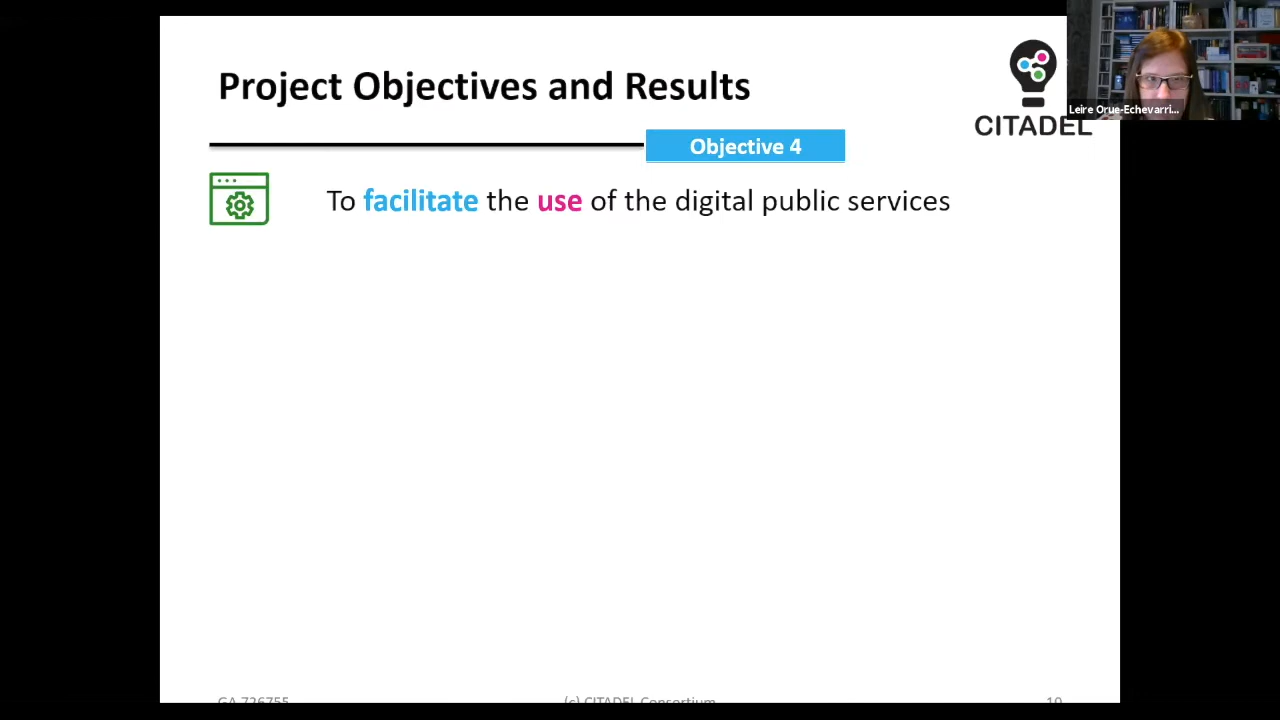 Project Objectives and Results
CITADEL
Leire Orue-Echevarri...
Objective 4
To facilitate the use of the digital public services
GA 726755
(c) CITADEL Consortium